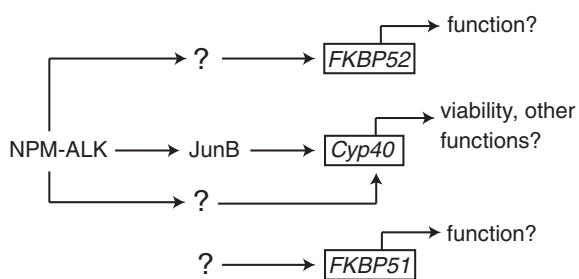 function?
? FKBP52
viability, other
functions?
NPM-ALK JunB Cyp40
?
function?
? FKBP51